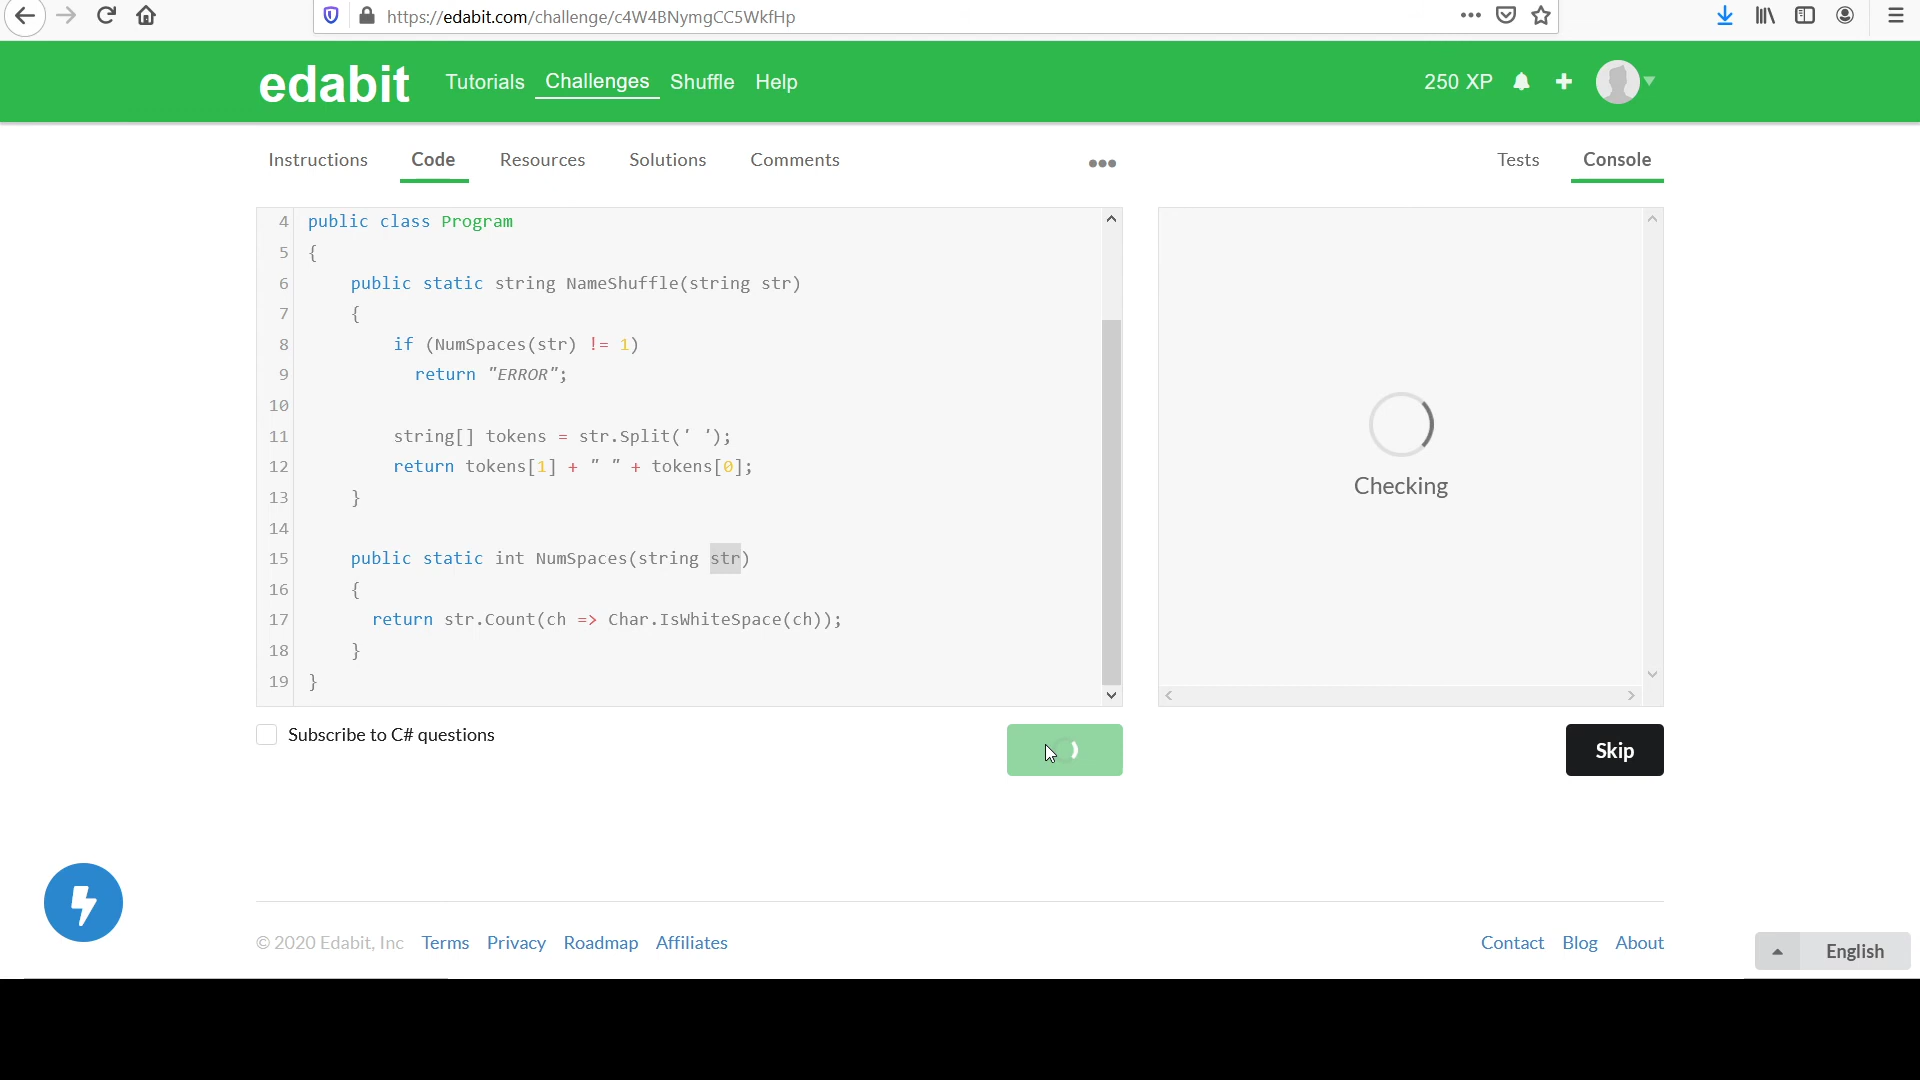 https://edabit.com/challenge/c4W4BNymgCC5WkfHp
edabit Tutorials Challenges Shuffle Help 250 XP
Instructions Code Resources Solutions Comments Tests Console
4 public class Program
5 {
6 public static string NameShuffle(string str)
7 {
8 if (NumSpaces(str) != 1)
9 return "ERROR";
10
11 string[] tokens = str.Split(' ');
12 return tokens[1] + " " + tokens[0];
13 }
14
15 public static int NumSpaces(string str)
16 {
17 return str.Count(ch => Char.IsWhiteSpace(ch));
18 }
19 }
Checking
Subscribe to C# questions
Skip
© 2020 Edabit, Inc Terms Privacy Roadmap Affiliates Contact Blog About
English